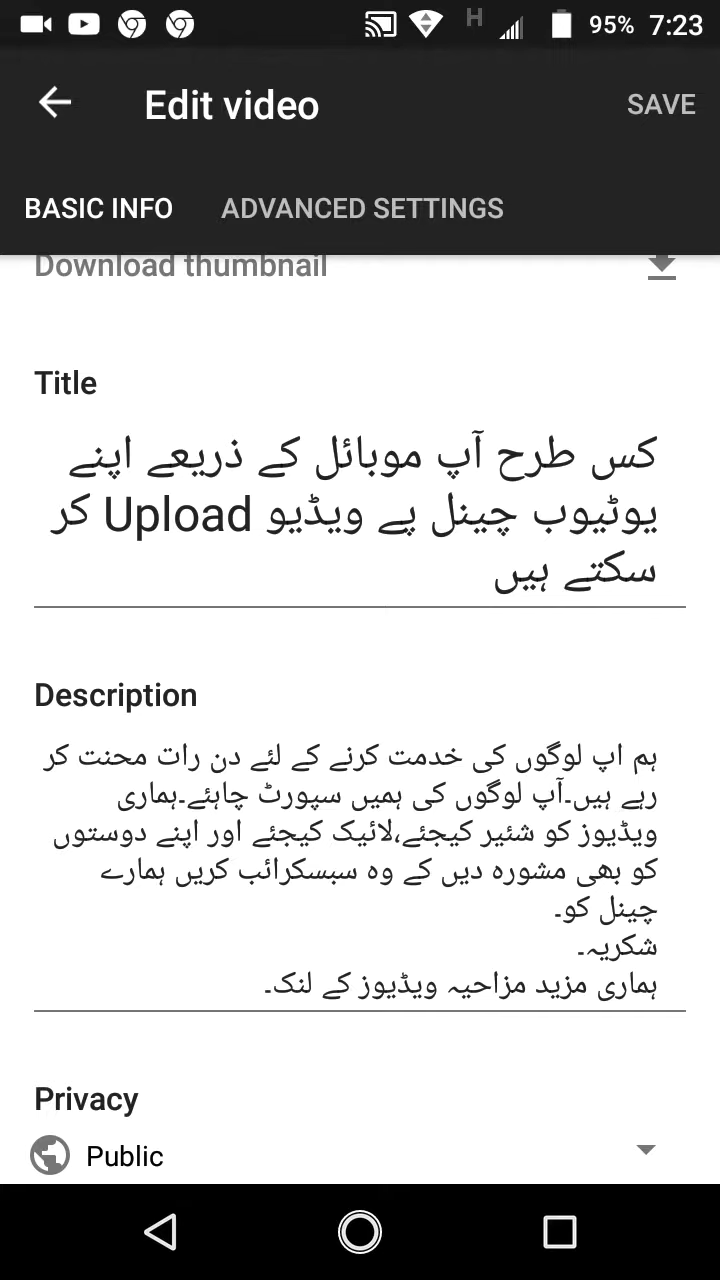 H 95% 7:23
Edit video SAVE
BASIC INFO ADVANCED SETTINGS
Download thumbnail
Title
کس طرح آپ موبائل کے ذریعے اپنے
یوٹیوب چینل پے ویڈیو Upload کر
سکتے ہیں
Description
ہم اپ لوگوں کی خدمت کرنے کے لئے دن رات محنت کر
رہے ہیں۔آپ لوگوں کی ہمیں سپورٹ چاہئے۔ہماری
ویڈیوز کو شئیر کیجئے،لائیک کیجئے اور اپنے دوستوں
کو بھی مشورہ دیں کے وہ سبسکرائب کریں ہمارے
چینل کو۔
شکریہ۔
ہماری مزید مزاحیہ ویڈیوز کے لنک۔
Privacy
Public